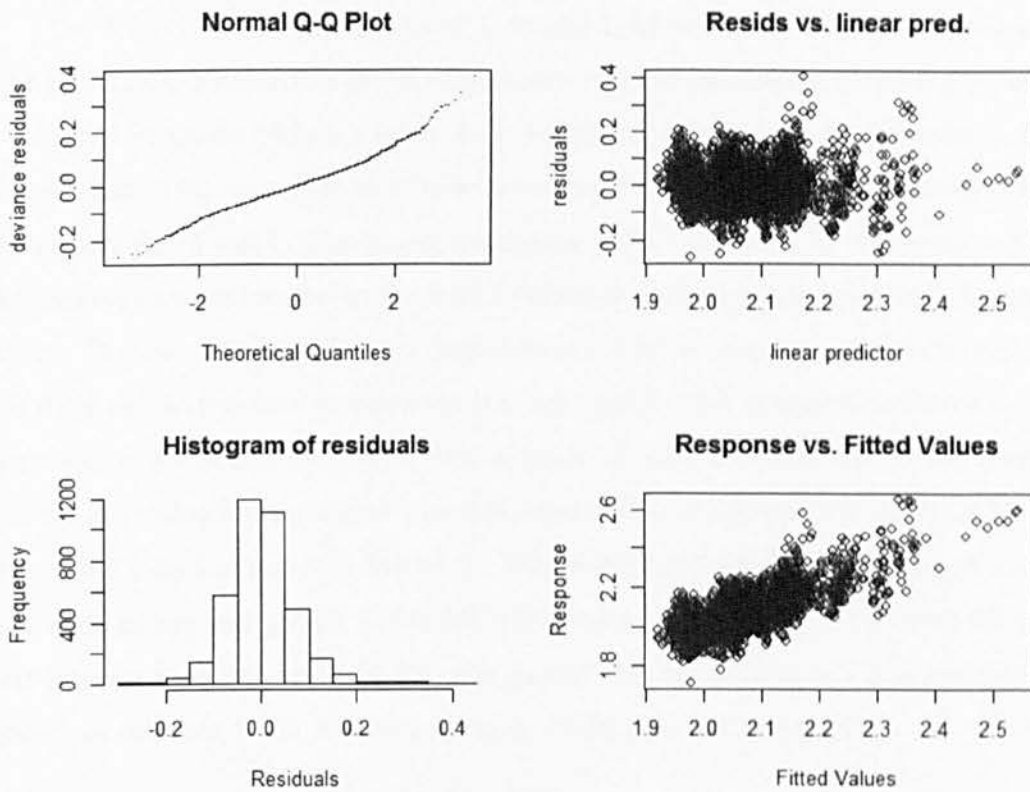 Normal Q-Q Plot
deviance residuals
-0.2 0.0 0.2 0.4
-2 0 2
Theoretical Quantiles
Resids vs. linear pred.
residuals
-0.2 0.0 0.2 0.4
1.9 2.0 2.1 2.2 2.3 2.4 2.5
linear predictor
Histogram of residuals
Frequency
0 400 800 1200
-0.2 0.0 0.2 0.4
Residuals
Response vs. Fitted Values
Response
1.8 2.2 2.6
1.9 2.0 2.1 2.2 2.3 2.4 2.5
Fitted Values